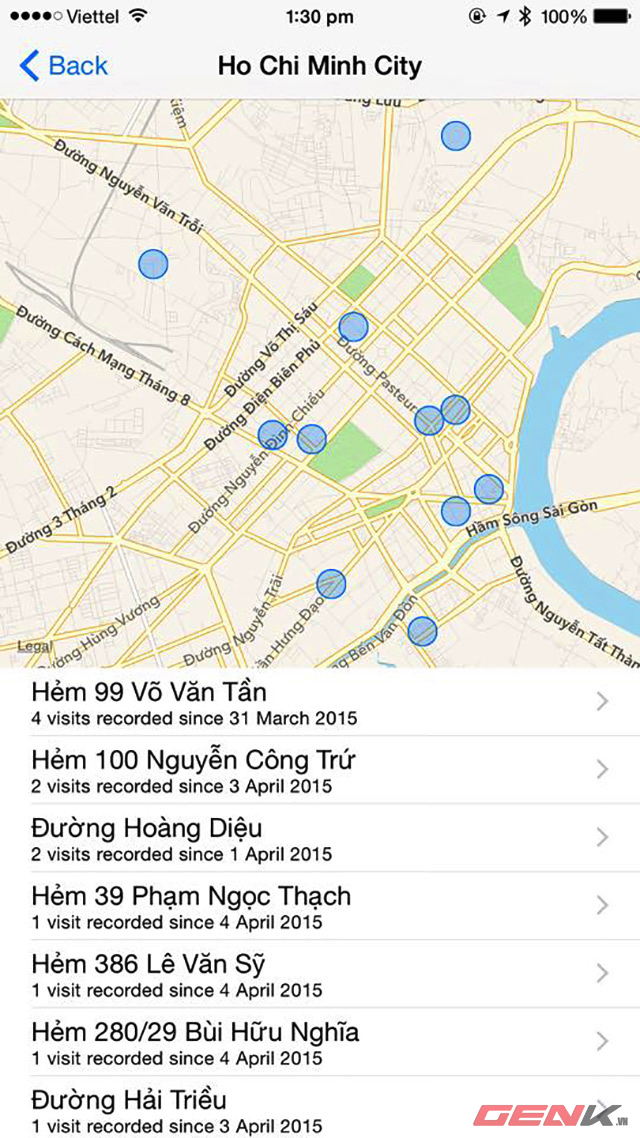 Viettel 1:30 pm 100%
Back Ho Chi Minh City
Đường Nguyễn Văn Trỗi
Đường Cách Mạng Tháng 8
Đường Võ Thị Sáu
Đường Điện Biên Phủ
Đường Pasteur
Đường Nguyễn Đình Chiểu
Đường 3 Tháng 2
Hầm Sông Sài Gòn
Đường Nguyễn Trãi
Đường Nguyễn Tất Thàn
ần Hưng Đạo
ng Bến Vân Đồn
ường Hùng Vương
Legal
Hẻm 99 Võ Văn Tần
4 visits recorded since 31 March 2015
Hẻm 100 Nguyễn Công Trứ
2 visits recorded since 3 April 2015
Đường Hoàng Diệu
2 visits recorded since 1 April 2015
Hẻm 39 Phạm Ngọc Thạch
1 visit recorded since 4 April 2015
Hẻm 386 Lê Văn Sỹ
1 visit recorded since 4 April 2015
Hẻm 280/29 Bùi Hữu Nghĩa
1 visit recorded since 4 April 2015
Đường Hải Triều
1 visit recorded since 3 April 2015
GENK.VN